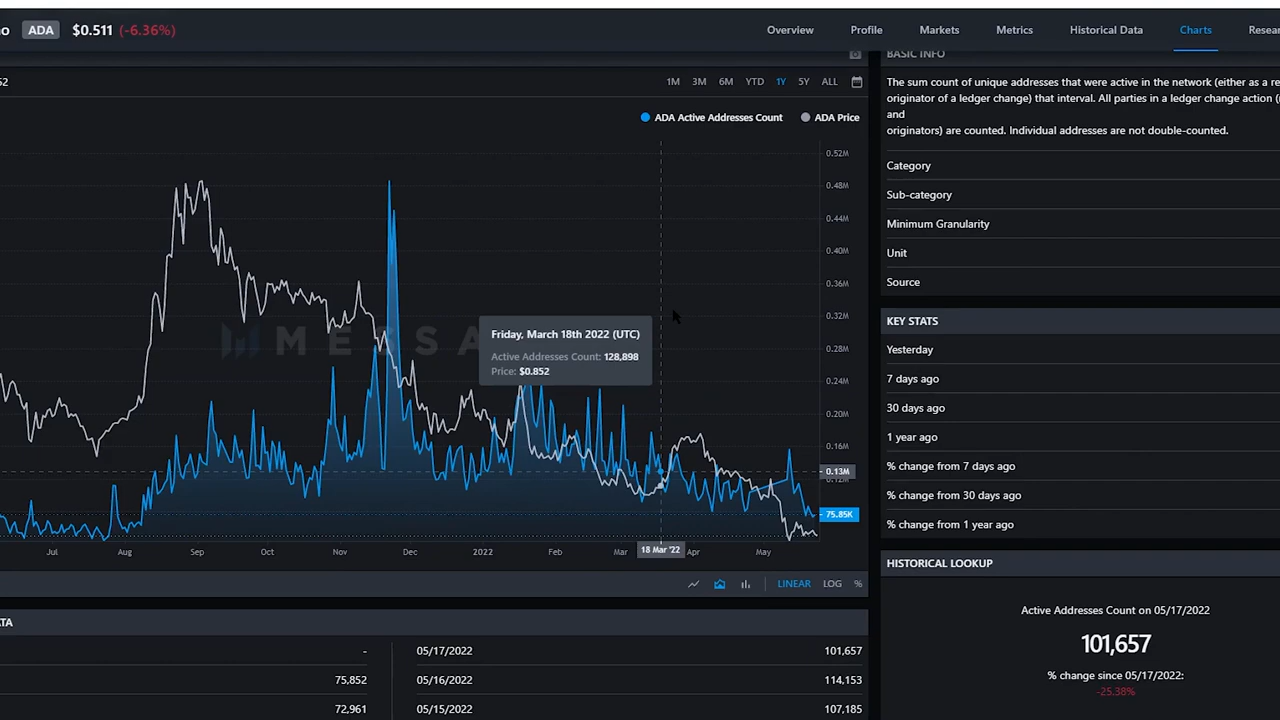 o ADA $0.511 (-6.36%) Overview Profile Markets Metrics Historical Data Charts Resear
52 1M 3M 6M YTD 1Y 5Y ALL
ADA Active Addresses Count ADA Price
0.52M
0.48M
0.44M
0.40M
0.36M
0.32M
0.28M
0.24M
0.20M
0.16M
0.13M
0.12M
75.85K
MESSA
Friday, March 18th 2022 (UTC)
Active Addresses Count: 128,898
Price: $0.852
Jul Aug Sep Oct Nov Dec 2022 Feb Mar 18 Mar '22 Apr May
LINEAR LOG %
ATA
- 05/17/2022 101,657
75,852 05/16/2022 114,153
72,961 05/15/2022 107,185
BASIC INFO
The sum count of unique addresses that were active in the network (either as a re
originator of a ledger change) that interval. All parties in a ledger change action (
and
originators) are counted. Individual addresses are not double-counted.
Category
Sub-category
Minimum Granularity
Unit
Source
KEY STATS
Yesterday
7 days ago
30 days ago
1 year ago
% change from 7 days ago
% change from 30 days ago
% change from 1 year ago
HISTORICAL LOOKUP
Active Addresses Count on 05/17/2022
101,657
% change since 05/17/2022:
-25.38%